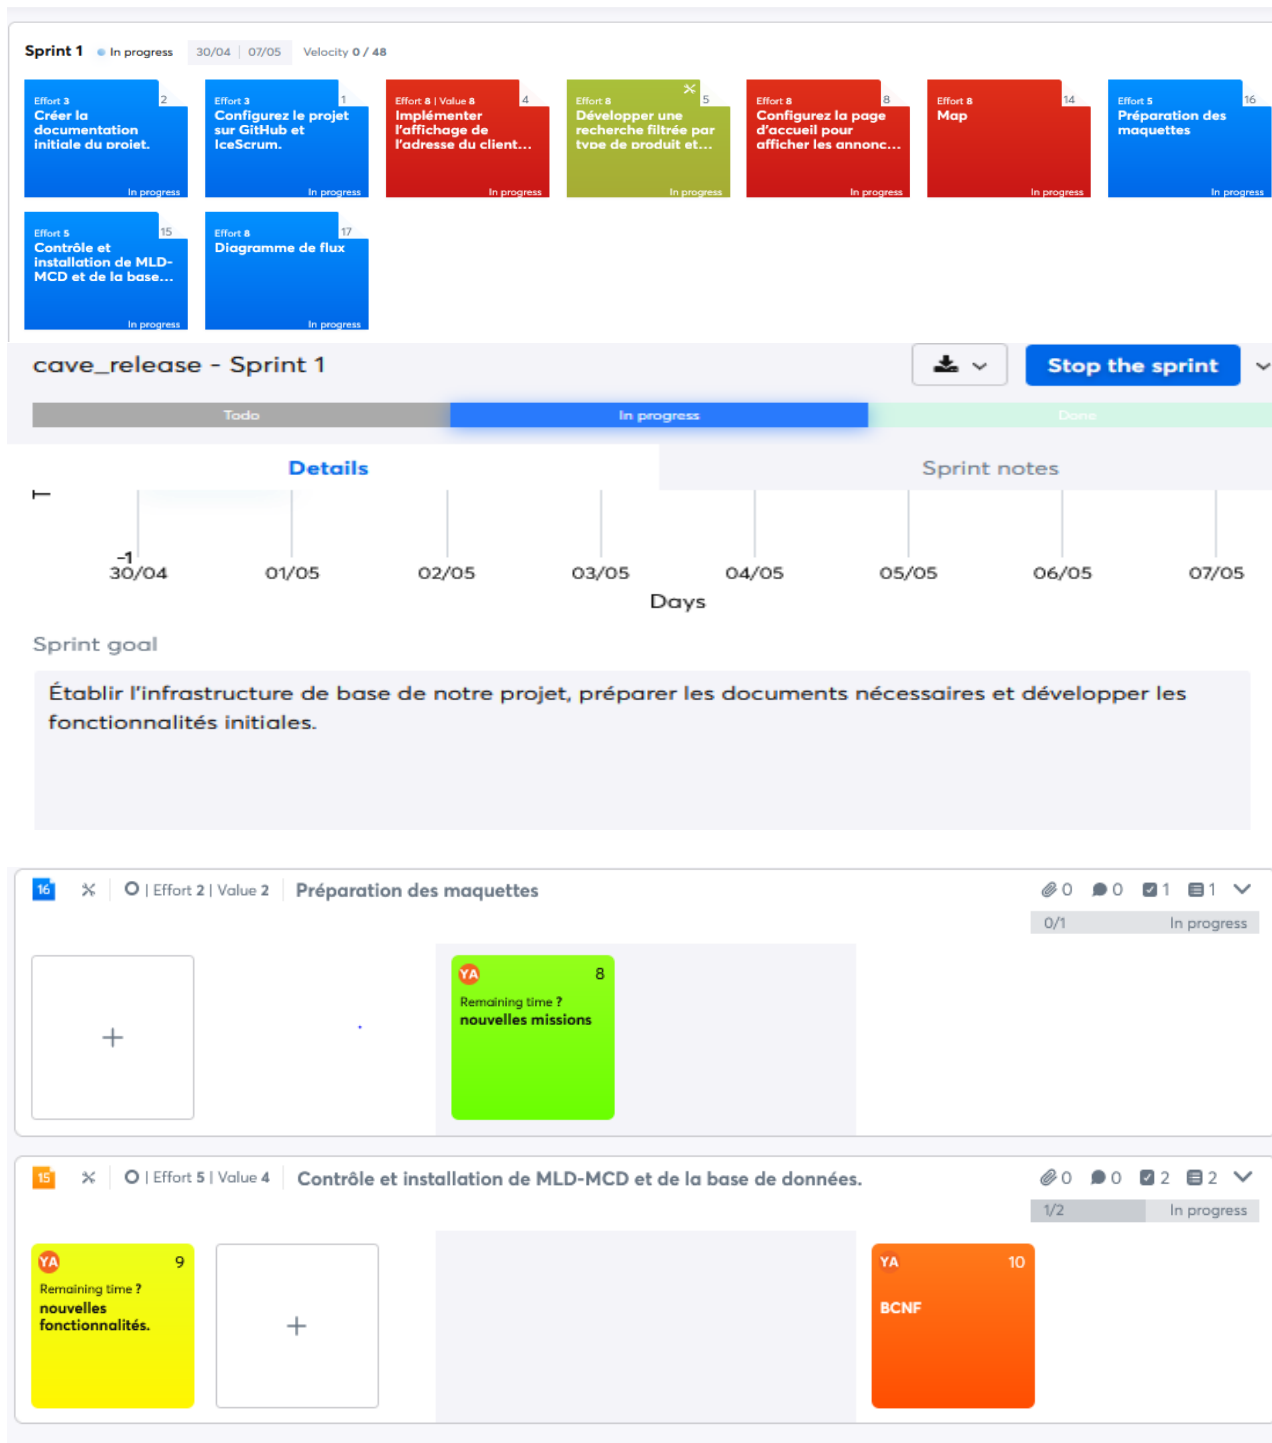 Sprint 1 In progress 30/04 07/05 Velocity 0 / 48
Effort 3 2
Créer la
documentation
initiale du projet.
In progress
Effort 3 1
Configurez le projet
sur GitHub et
IceScrum.
In progress
Effort 8 | Value 8 4
Implémenter
l'affichage de
l'adresse du client...
In progress
Effort 8 5
Développer une
recherche filtrée par
type de produit et...
In progress
Effort 8 8
Configurez la page
d'accueil pour
afficher les annonc...
In progress
Effort 8 14
Map
In progress
Effort 5 16
Préparation des
maquettes
In progress
Effort 5 15
Contrôle et
installation de MLD-
MCD et de la base...
In progress
Effort 8 17
Diagramme de flux
In progress
cave_release - Sprint 1
Stop the sprint
Todo In progress Done
Details Sprint notes
-1
30/04 01/05 02/05 03/05 04/05 05/05 06/05 07/05
Days
Sprint goal
Établir l'infrastructure de base de notre projet, préparer les documents nécessaires et développer les
fonctionnalités initiales.
16 | Effort 2 | Value 2 Préparation des maquettes 0 0 1 1
0/1 In progress
+
YA 8
Remaining time ?
nouvelles missions
15 | Effort 5 | Value 4 Contrôle et installation de MLD-MCD et de la base de données. 0 0 2 2
1/2 In progress
YA 9
Remaining time ?
nouvelles
fonctionnalités.
+
YA 10
BCNF